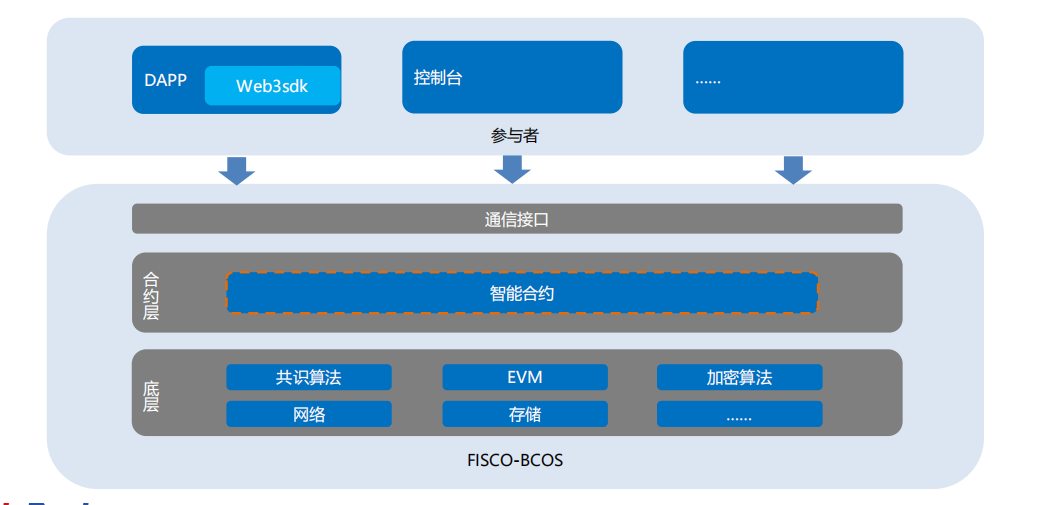 DAPP
Web3sdk
控制台
......
参与者
通信接口
合约层
智能合约
底层
共识算法
EVM
加密算法
网络
存储
......
FISCO-BCOS